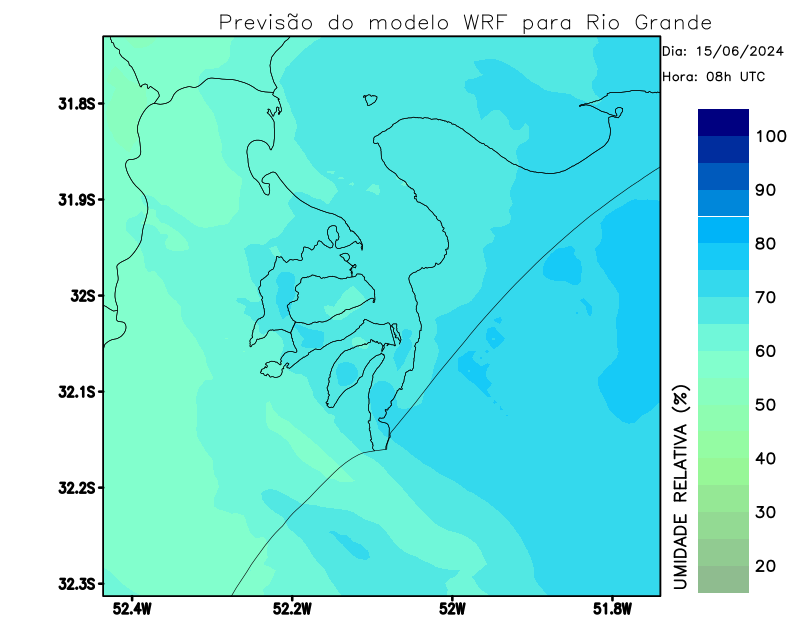 Previsão do modelo WRF para Rio Grande
Dia: 15/06/2024
Hora: 08h UTC
31.8S
31.9S
32S
32.1S
32.2S
32.3S
52.4W
52.2W
52W
51.8W
100
90
80
70
60
50
40
30
20
UMIDADE RELATIVA (%)